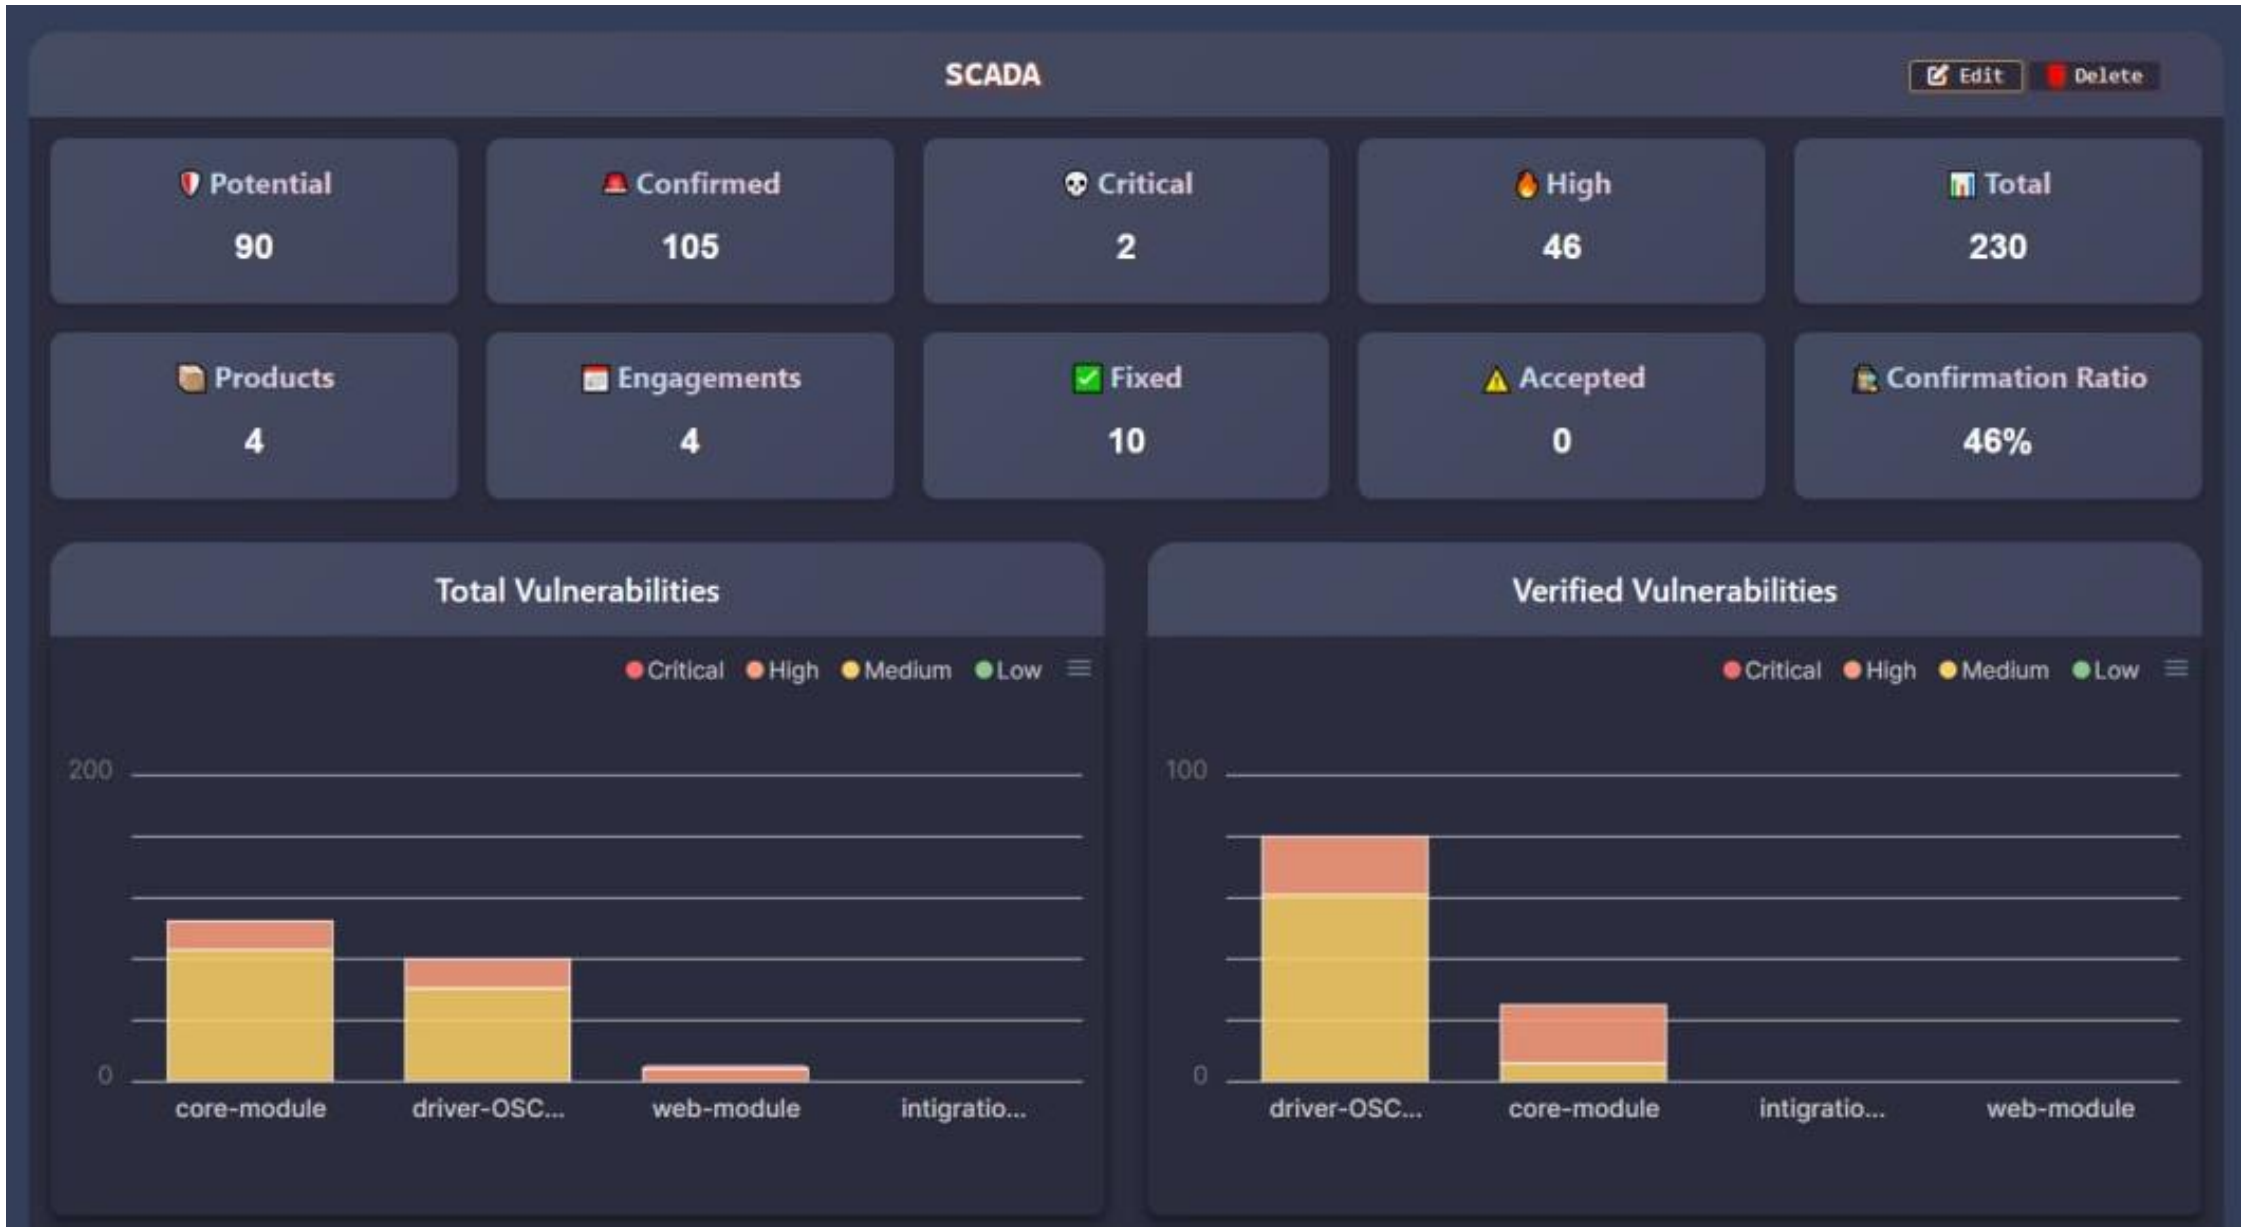 SCADA
Edit Delete
Potential Confirmed Critical High Total
90 105 2 46 230
Products Engagements Fixed Accepted Confirmation Ratio
4 4 10 0 46%
Total Vulnerabilities
Critical High Medium Low
200
0
core-module driver-OSC... web-module intigratio...
Verified Vulnerabilities
Critical High Medium Low
100
0
driver-OSC... core-module intigratio... web-module